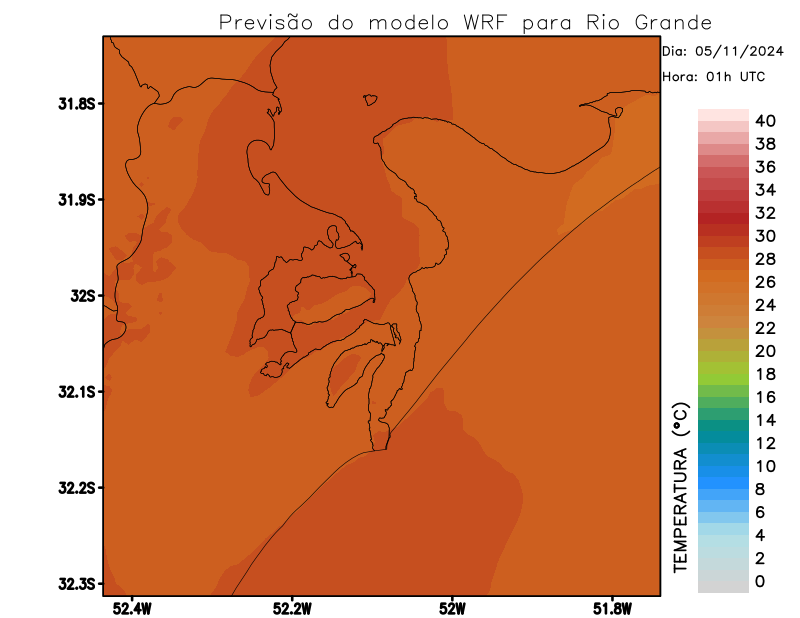 Previsão do modelo WRF para Rio Grande
Dia: 05/11/2024
Hora: 01h UTC
31.8S
31.9S
32S
32.1S
32.2S
32.3S
52.4W
52.2W
52W
51.8W
TEMPERATURA (°C)
40
38
36
34
32
30
28
26
24
22
20
18
16
14
12
10
8
6
4
2
0